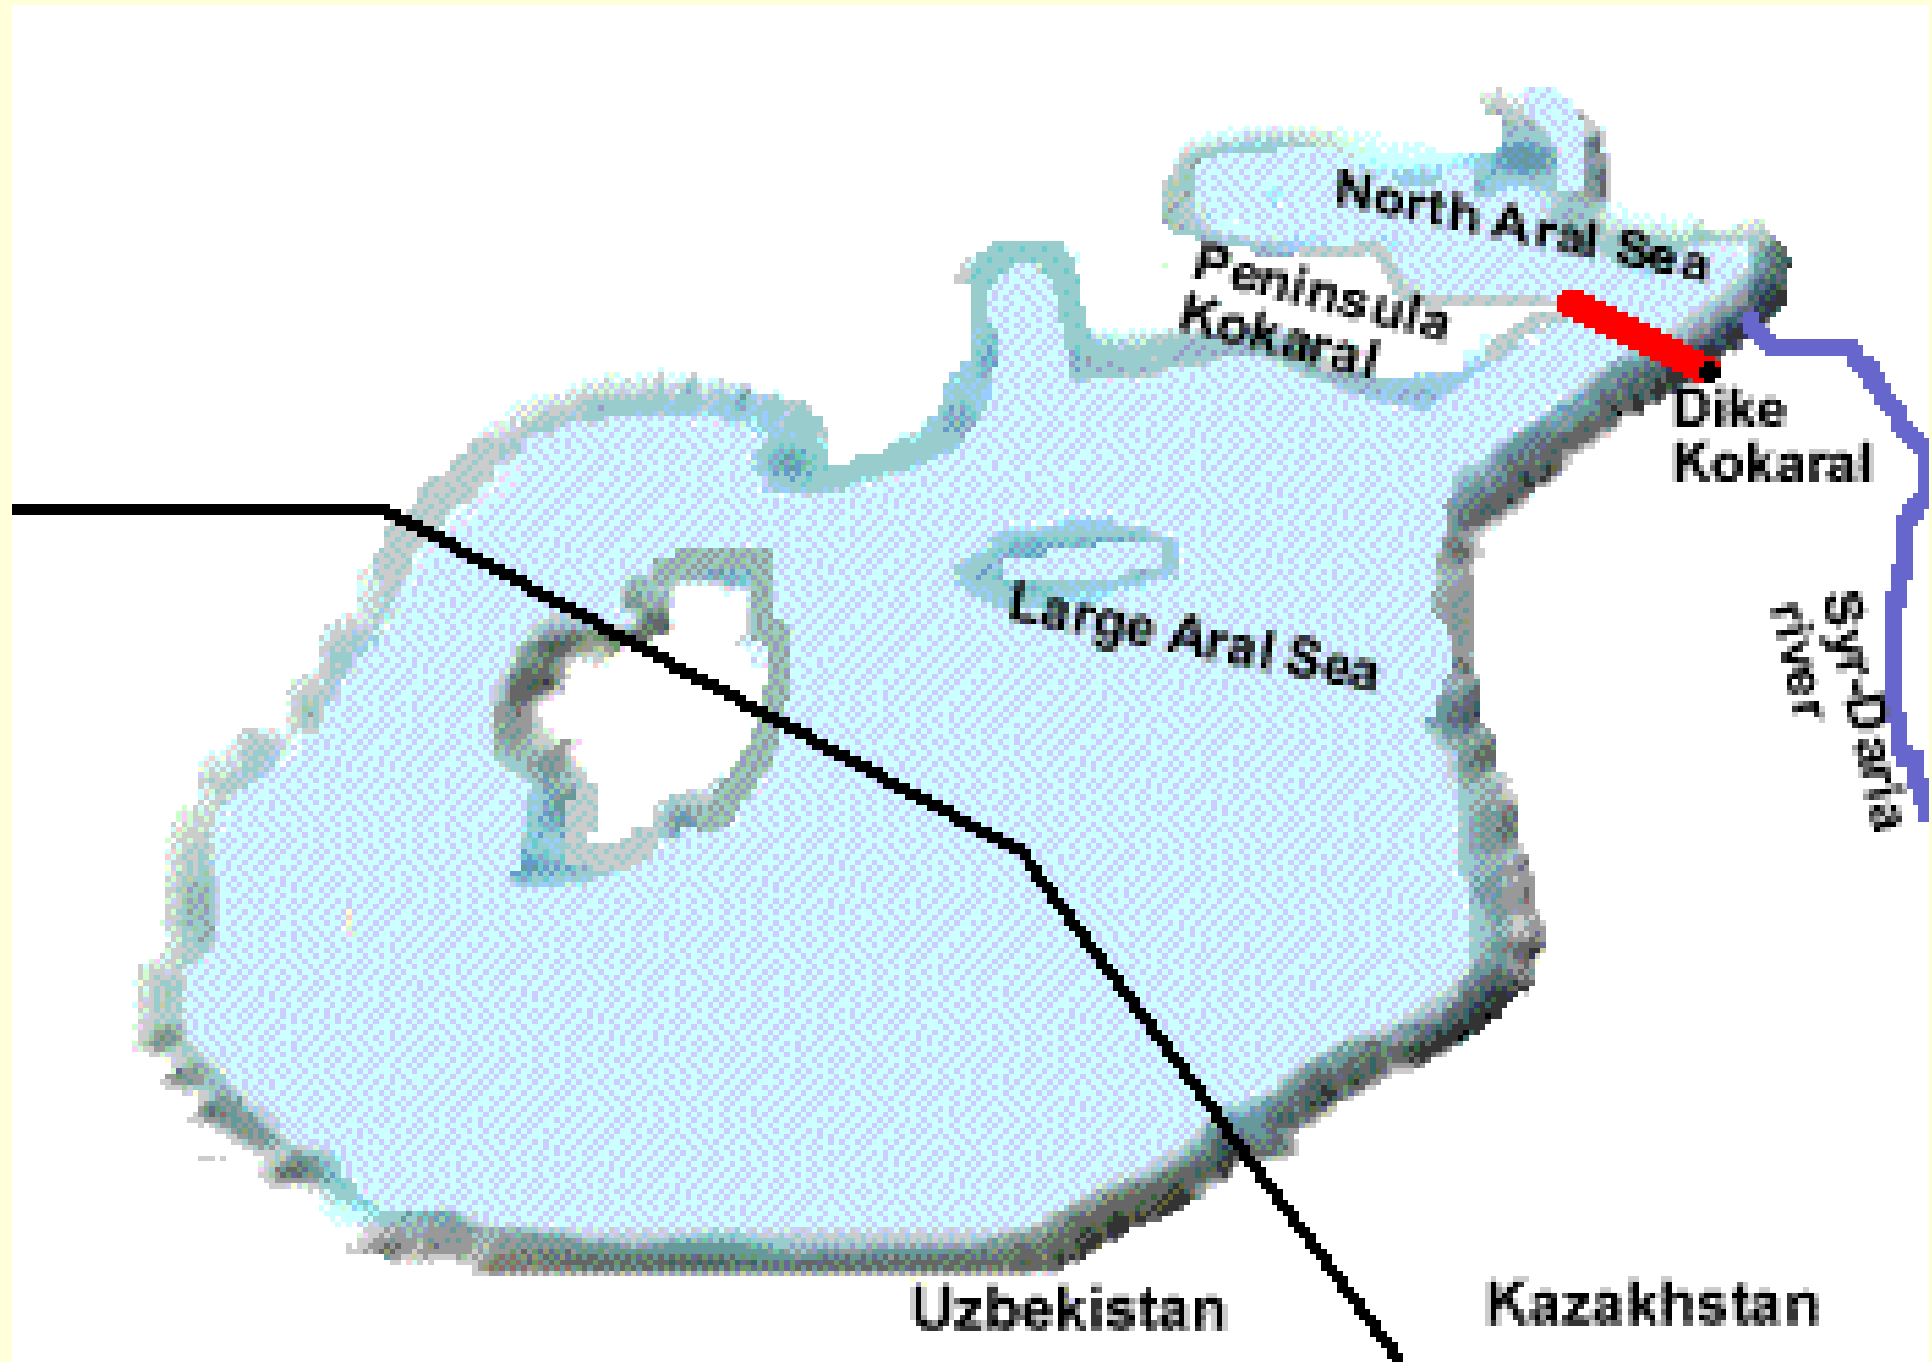 North Aral Sea
Peninsula
Kokaral
Dike
Kokaral
Large Aral Sea
Syr-Daria
river
Uzbekistan
Kazakhstan